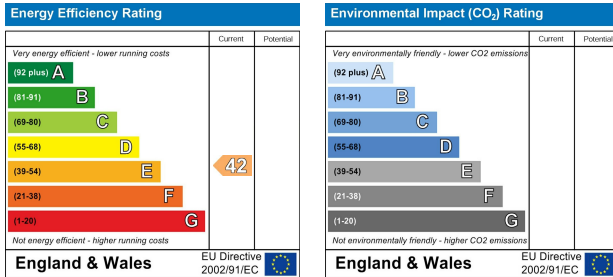 Energy Efficiency Rating
Current Potential
Very energy efficient - lower running costs
(92 plus) A
(81-91) B
(69-80) C
(55-68) D
(39-54) E
42
(21-38) F
(1-20) G
Not energy efficient - higher running costs
England & Wales
EU Directive
2002/91/EC
Environmental Impact (CO₂) Rating
Current Potential
Very environmentally friendly - lower CO2 emissions
(92 plus) A
(81-91) B
(69-80) C
(55-68) D
(39-54) E
(21-38) F
(1-20) G
Not environmentally friendly - higher CO2 emissions
England & Wales
EU Directive
2002/91/EC